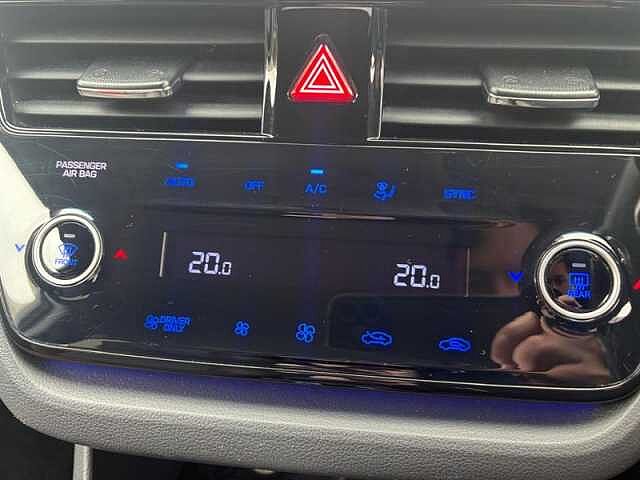 PASSENGER
AIR BAG
AUTO
OFF
A/C
SYNC
FRONT
20.0
20.0
REAR
DRIVER
ONLY